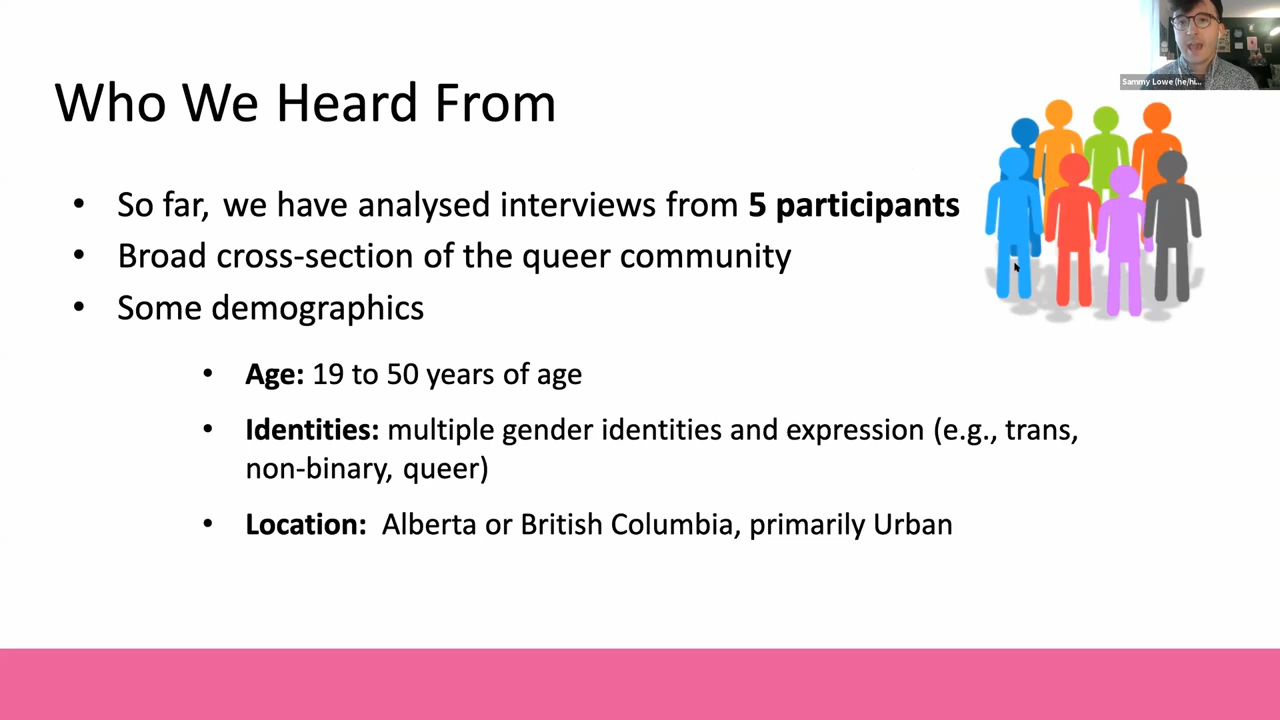 Sammy Lowe (he/hi...
Who We Heard From
• So far, we have analysed interviews from 5 participants
• Broad cross-section of the queer community
• Some demographics
• Age: 19 to 50 years of age
• Identities: multiple gender identities and expression (e.g., trans,
non-binary, queer)
• Location: Alberta or British Columbia, primarily Urban